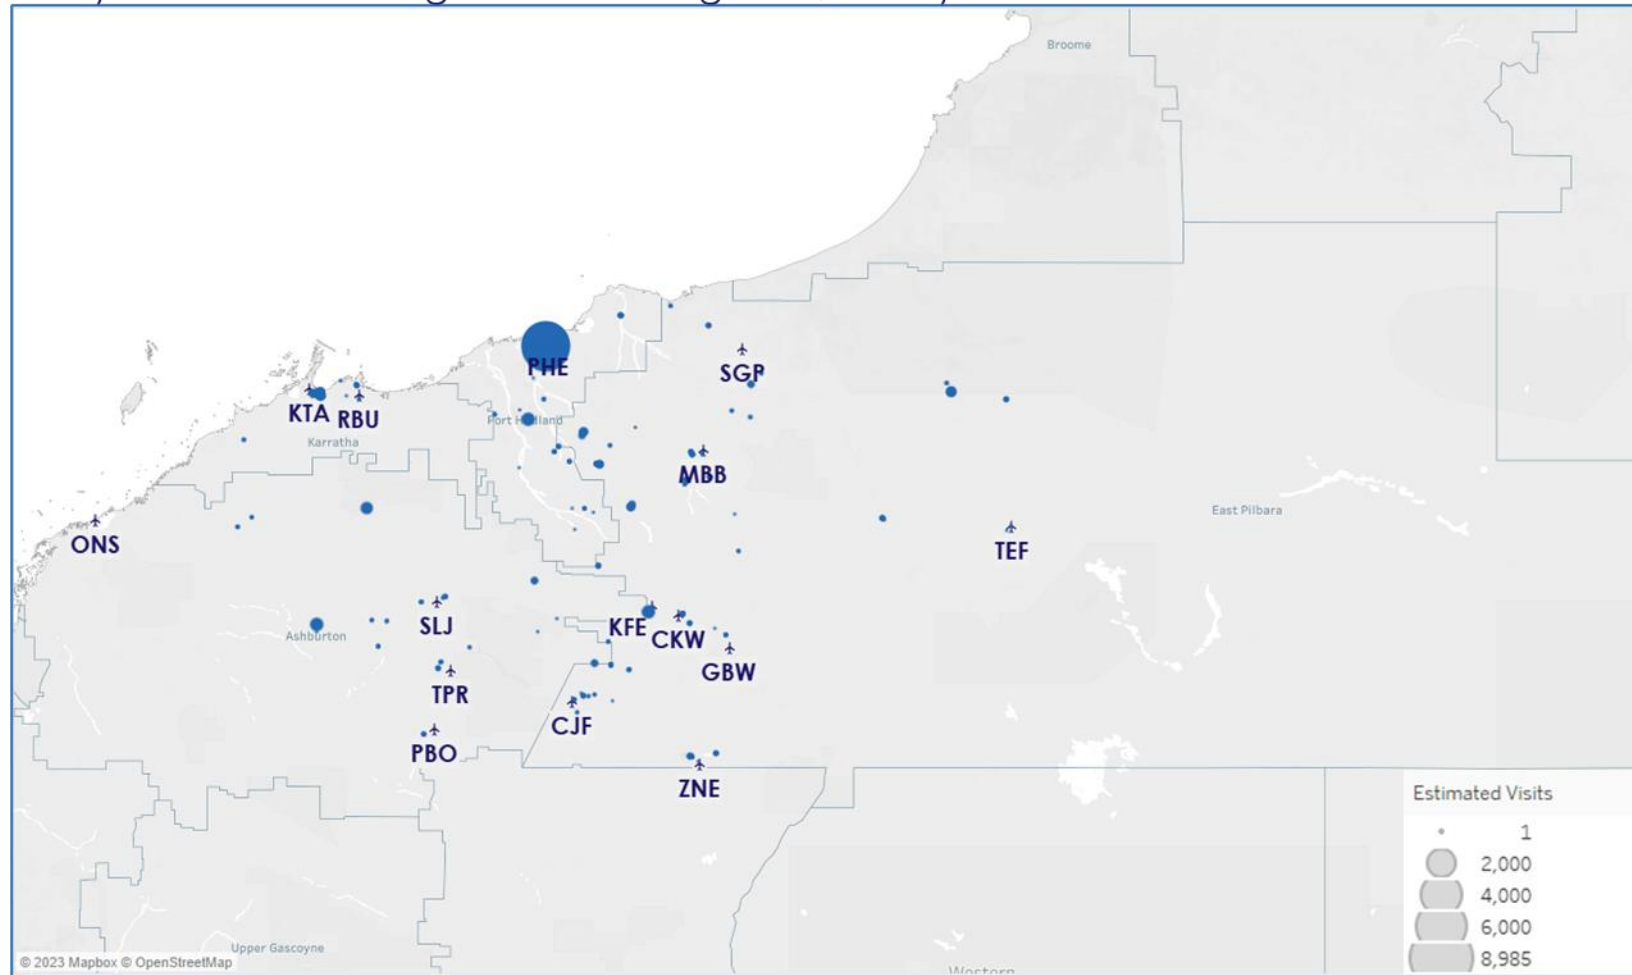 Broome
PHE
SGP
KTA
RBU
Port Hedland
Karratha
MBB
East Pilbara
ONS
TEF
SLJ
KFE
CKW
Ashburton
GBW
TPR
CJF
PBO
ZNE
Estimated Visits
1
2,000
4,000
6,000
8,985
Upper Gascoyne
© 2023 Mapbox © OpenStreetMap
Western